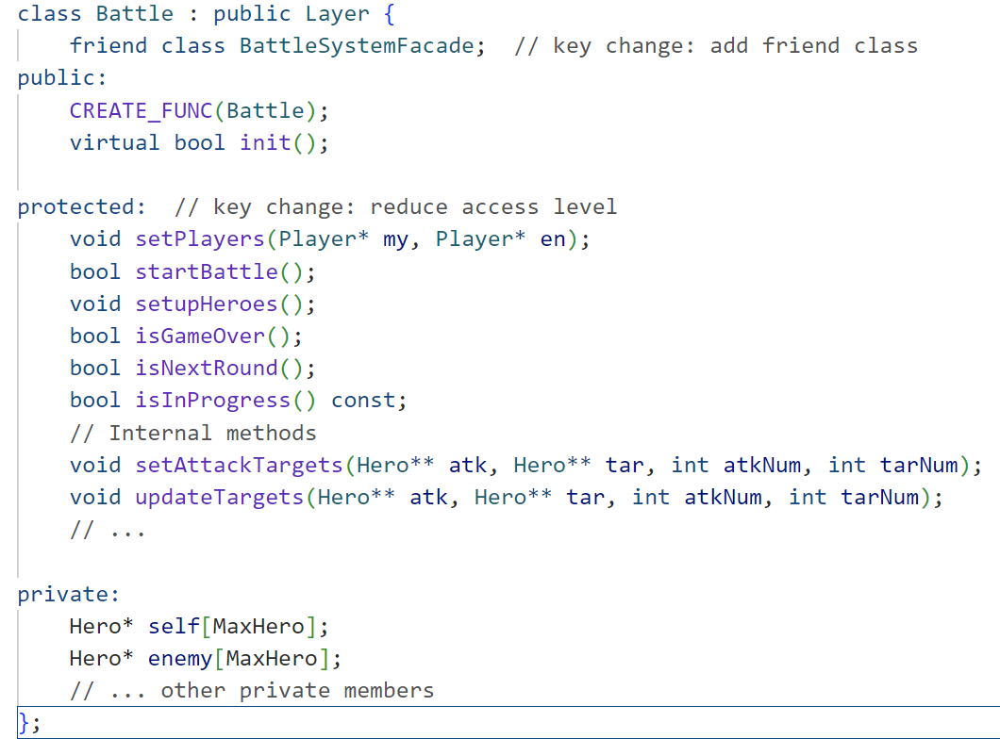 class Battle : public Layer {
    friend class BattleSystemFacade;  // key change: add friend class
public:
    CREATE_FUNC(Battle);
    virtual bool init();

protected:  // key change: reduce access level
    void setPlayers(Player* my, Player* en);
    bool startBattle();
    void setupHeroes();
    bool isGameOver();
    bool isNextRound();
    bool isInProgress() const;
    // Internal methods
    void setAttackTargets(Hero** atk, Hero** tar, int atkNum, int tarNum);
    void updateTargets(Hero** atk, Hero** tar, int atkNum, int tarNum);
    // ...

private:
    Hero* self[MaxHero];
    Hero* enemy[MaxHero];
    // ... other private members
};